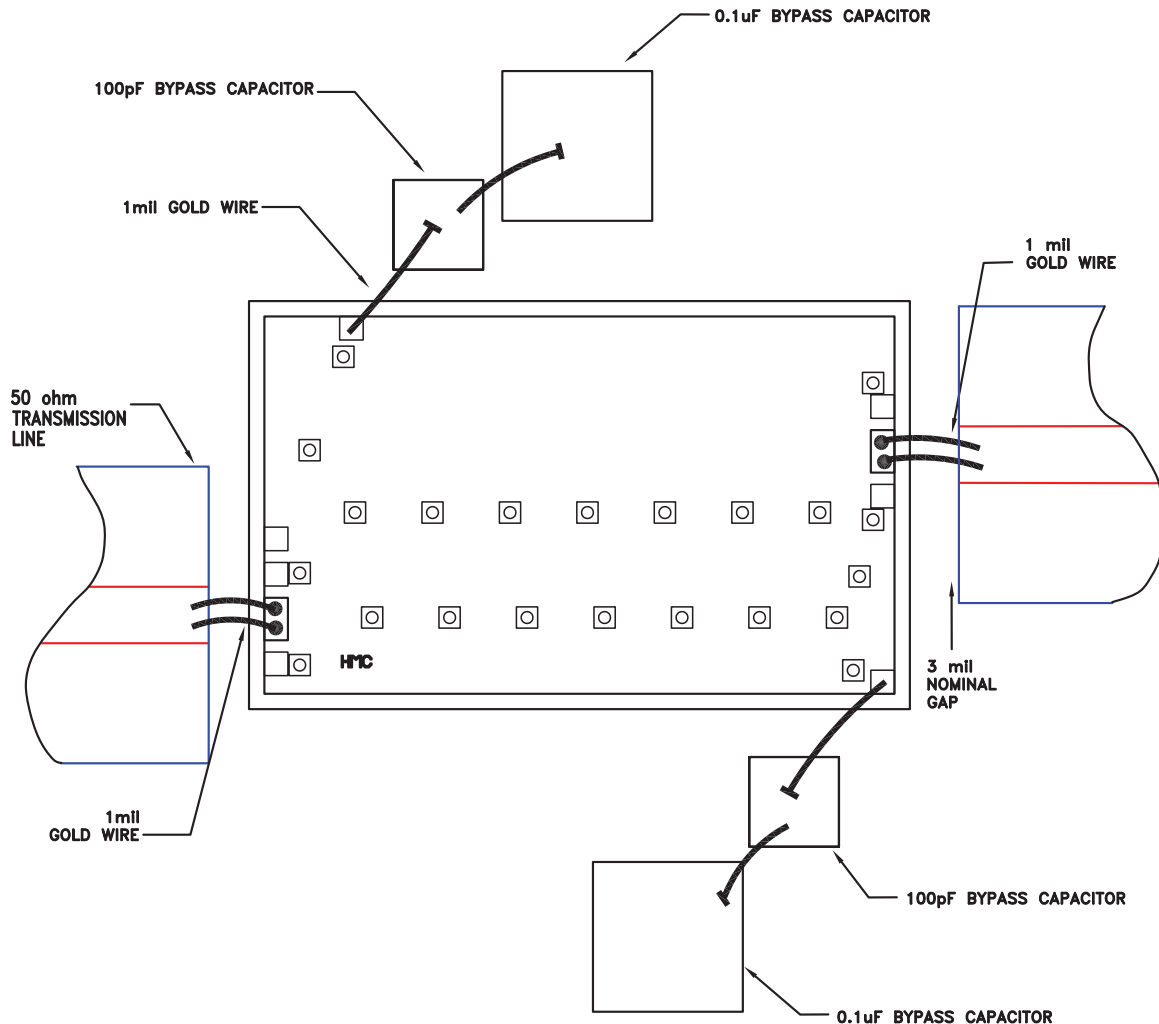 0.1uF BYPASS CAPACITOR
100pF BYPASS CAPACITOR
1mil GOLD WIRE
1 mil
GOLD WIRE
50 ohm
TRANSMISSION
LINE
HMC
3 mil
NOMINAL
GAP
1mil
GOLD WIRE
100pF BYPASS CAPACITOR
0.1uF BYPASS CAPACITOR